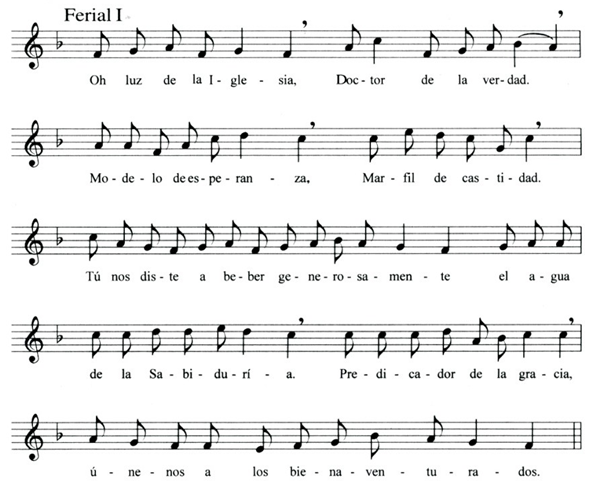 Ferial I
Oh luz de la I - gle - sia, Doc - tor de la ver - dad.
Mo - de - lo de es - pe - ran - za, Mar - fil de cas - ti - dad.
Tú nos dis - te a be - ber ge - ne - ro - sa - men - te el a - gua
de la Sa - bi - du - rí - a. Pre - di - ca - dor de la gra - cia,
ú - ne - nos a los bie - na - ven - tu - ra - dos.